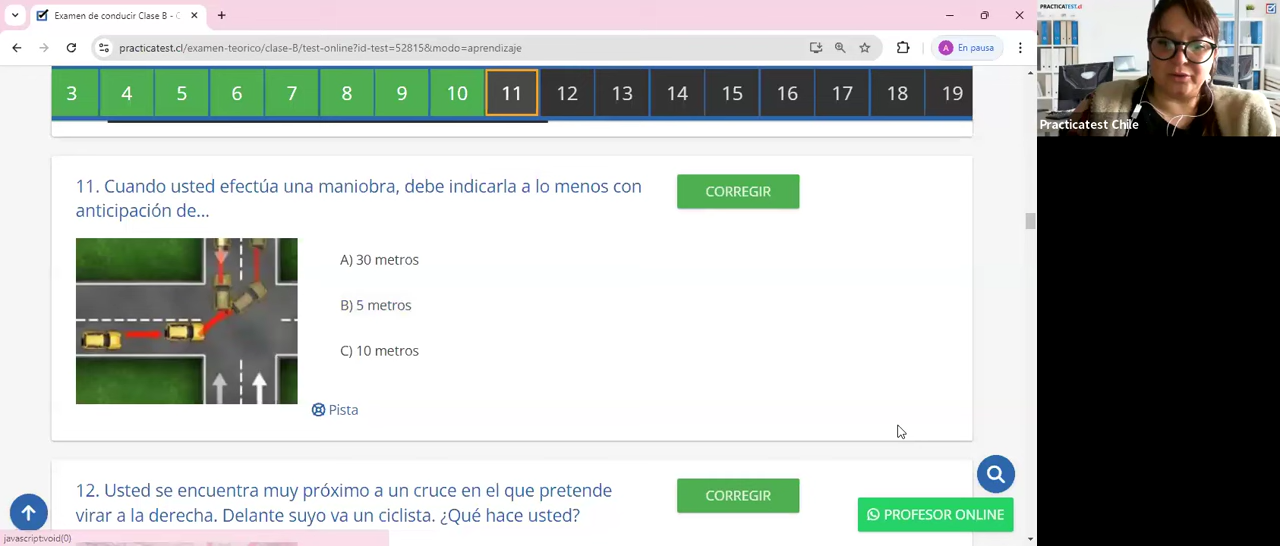 Examen de conducir Clase B - C
practicatest.cl/examen-teorico/clase-B/test-online?id-test=52815&modo=aprendizaje
A
En pausa
3 4 5 6 7 8 9 10 11 12 13 14 15 16 17 18 19
11. Cuando usted efectúa una maniobra, debe indicarla a lo menos con
anticipación de...
CORREGIR
A) 30 metros
B) 5 metros
C) 10 metros
Pista
12. Usted se encuentra muy próximo a un cruce en el que pretende
virar a la derecha. Delante suyo va un ciclista. ¿Qué hace usted?
CORREGIR
PROFESOR ONLINE
javascript:void(0)
PRACTICATEST.cl
Practicatest Chile